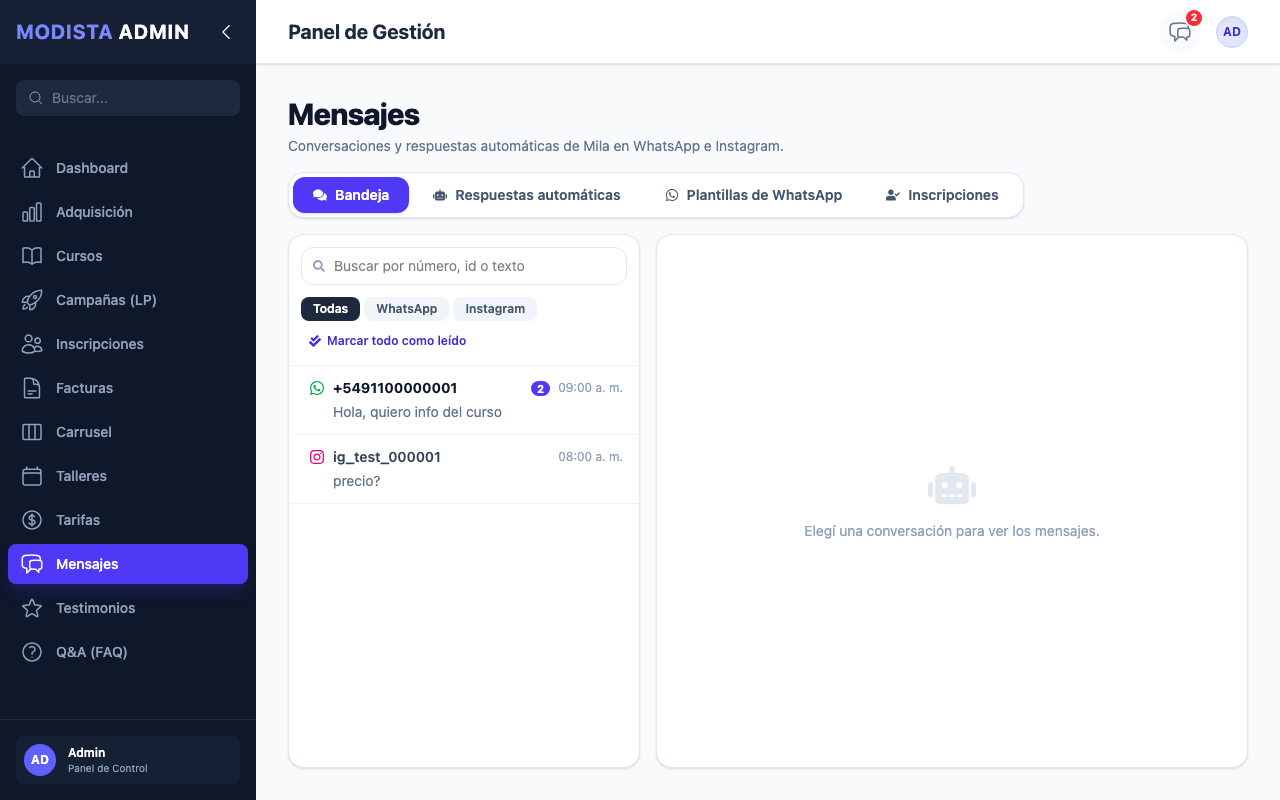 MODISTA ADMIN
Buscar...
Dashboard
Adquisición
Cursos
Campañas (LP)
Inscripciones
Facturas
Carrusel
Talleres
Tarifas
Mensajes
Testimonios
Q&A (FAQ)
AD
Admin
Panel de Control
Panel de Gestión
2
AD
Mensajes
Conversaciones y respuestas automáticas de Mila en WhatsApp e Instagram.
Bandeja
Respuestas automáticas
Plantillas de WhatsApp
Inscripciones
Buscar por número, id o texto
Todas
WhatsApp
Instagram
Marcar todo como leído
+5491100000001 2 09:00 a. m.
Hola, quiero info del curso
ig_test_000001 08:00 a. m.
precio?
Elegí una conversación para ver los mensajes.